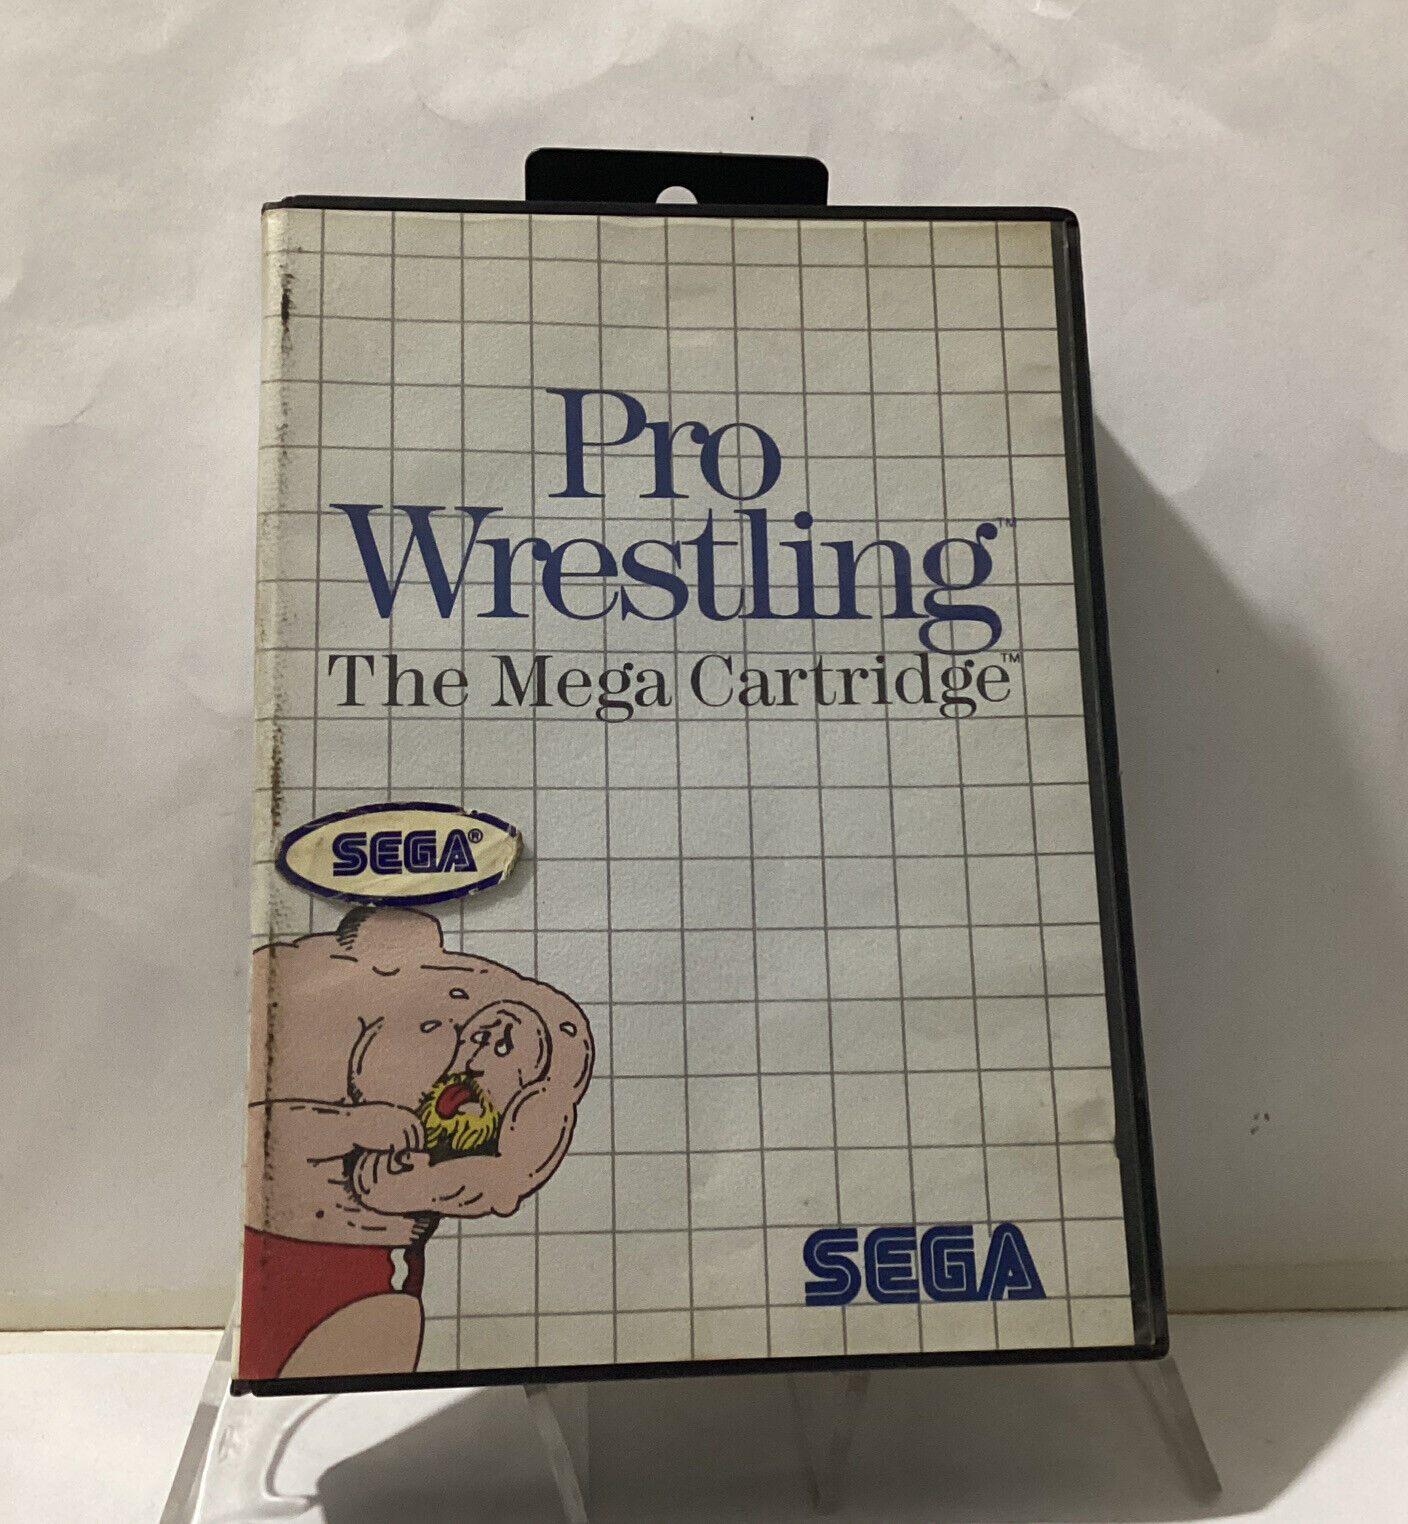 Pro
Wrestling™
The Mega Cartridge™
SEGA®
SEGA